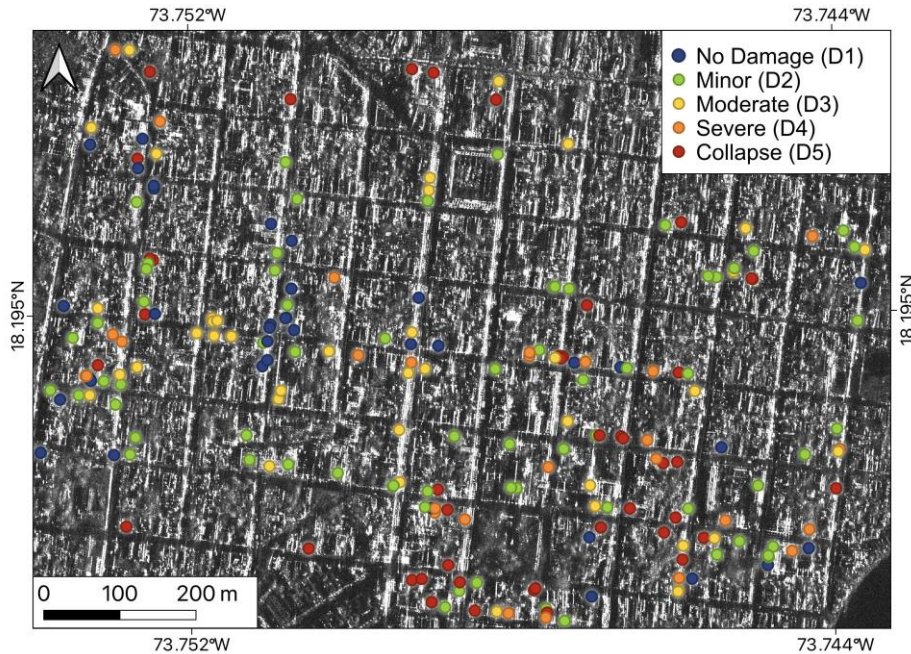 73.752°W
73.744°W
No Damage (D1)
Minor (D2)
Moderate (D3)
Severe (D4)
Collapse (D5)
18.195°N
18.195°N
0 100 200 m
73.752°W
73.744°W